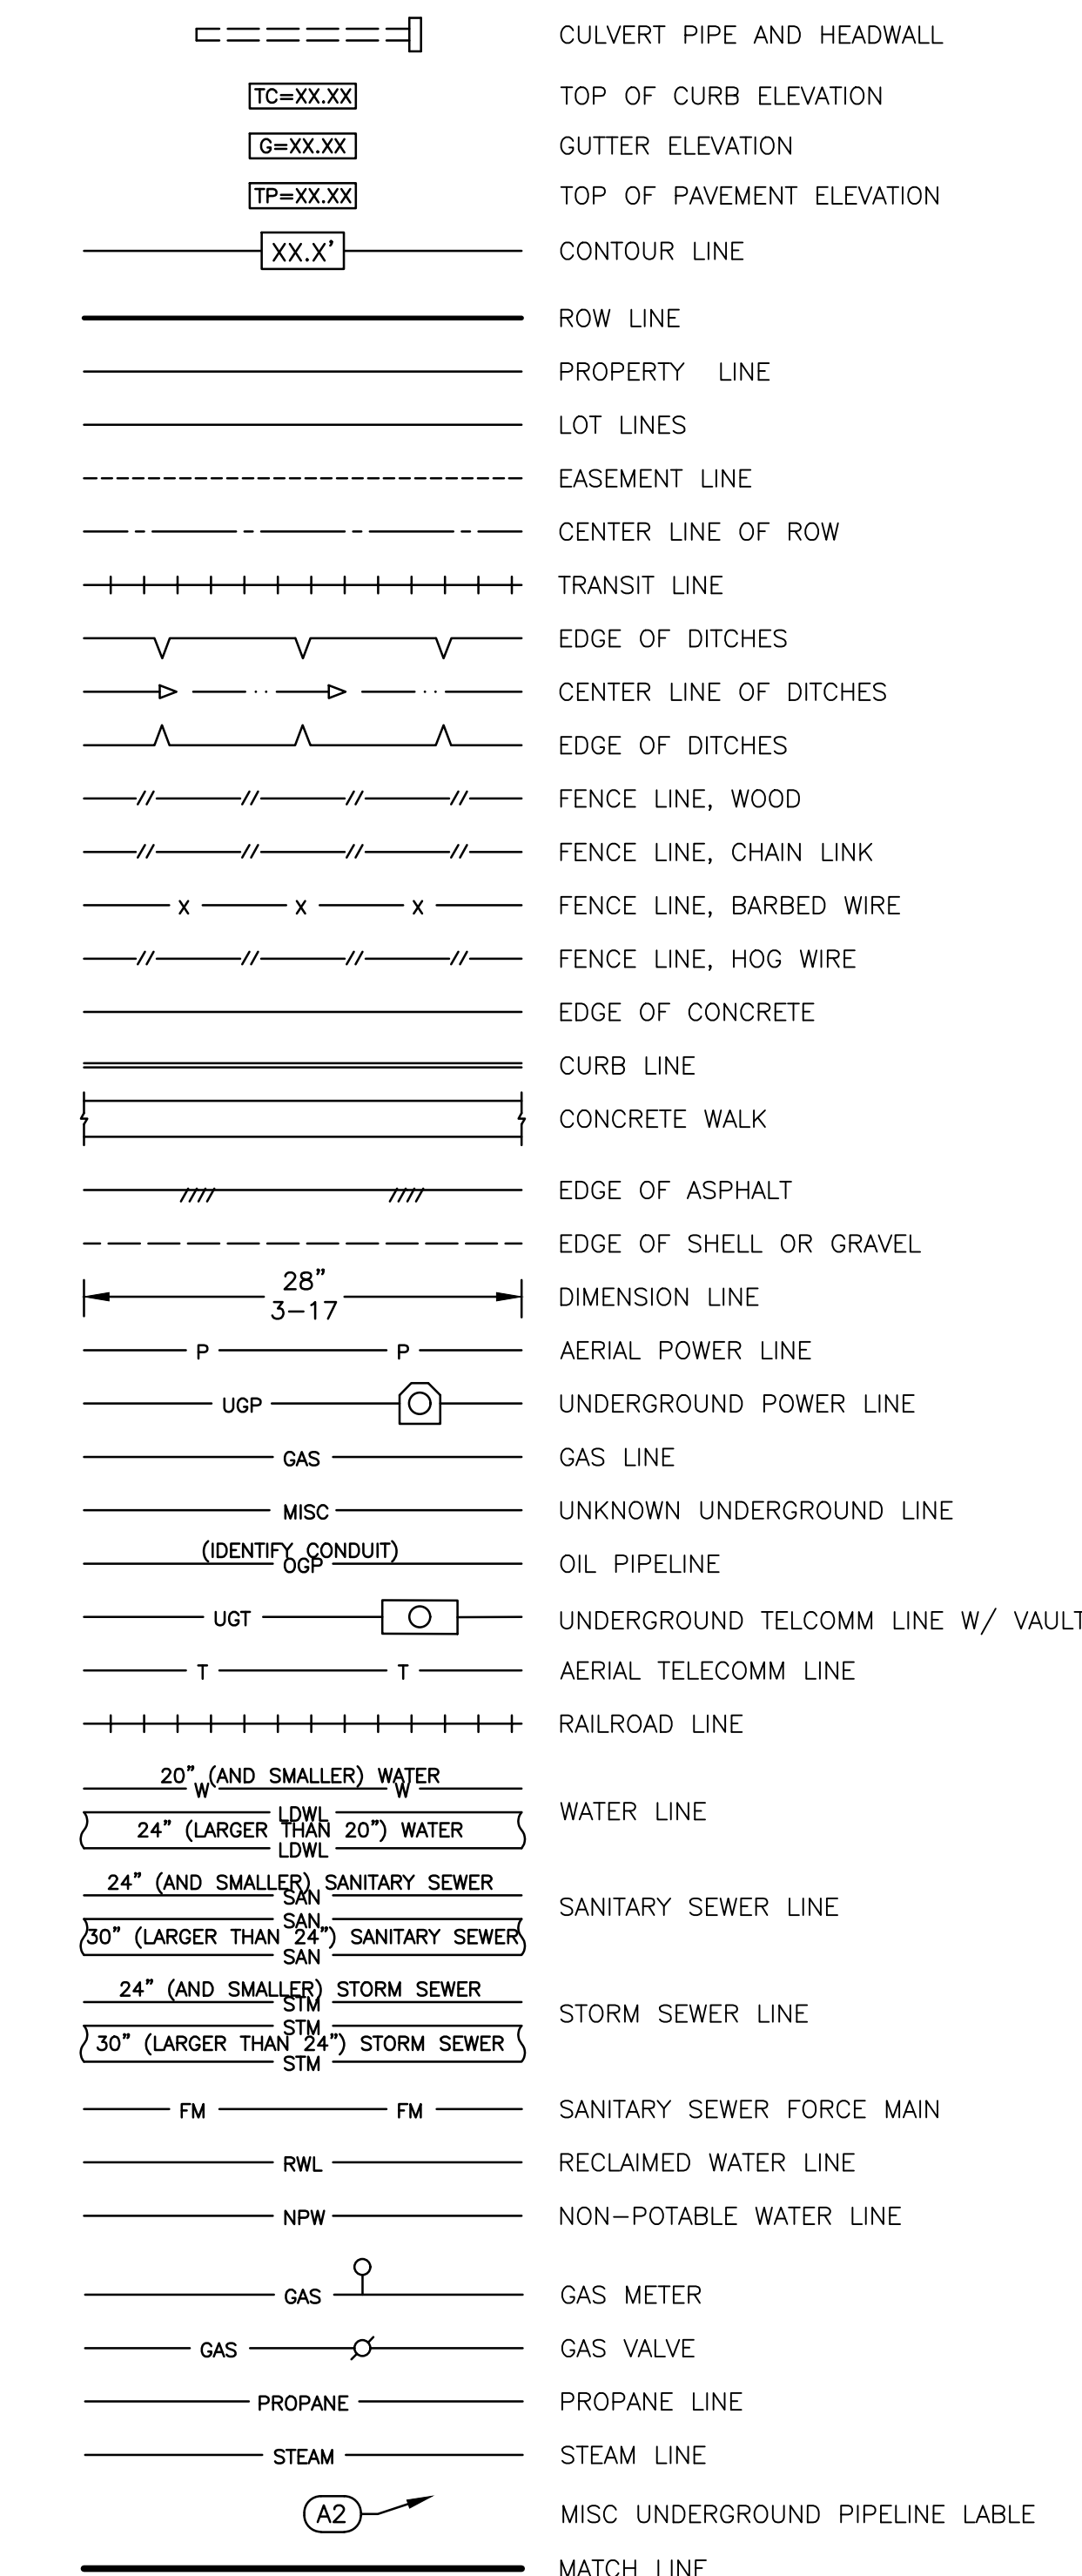 CULVERT PIPE AND HEADWALL
TC=XX.XX TOP OF CURB ELEVATION
G=XX.XX GUTTER ELEVATION
TP=XX.XX TOP OF PAVEMENT ELEVATION
XX.X' CONTOUR LINE
ROW LINE
PROPERTY LINE
LOT LINES
EASEMENT LINE
CENTER LINE OF ROW
TRANSIT LINE
EDGE OF DITCHES
CENTER LINE OF DITCHES
EDGE OF DITCHES
FENCE LINE, WOOD
FENCE LINE, CHAIN LINK
X X X FENCE LINE, BARBED WIRE
FENCE LINE, HOG WIRE
EDGE OF CONCRETE
CURB LINE
CONCRETE WALK
EDGE OF ASPHALT
EDGE OF SHELL OR GRAVEL
28"
3-17
DIMENSION LINE
P P AERIAL POWER LINE
UGP UNDERGROUND POWER LINE
GAS GAS LINE
MISC UNKNOWN UNDERGROUND LINE
(IDENTIFY CONDUIT)
OGP OIL PIPELINE
UGT UNDERGROUND TELCOMM LINE W/ VAULT
T T AERIAL TELECOMM LINE
RAILROAD LINE
20" (AND SMALLER) WATER
W W
LDWL
24" (LARGER THAN 20") WATER
LDWL
WATER LINE
24" (AND SMALLER) SANITARY SEWER
SAN
SAN
30" (LARGER THAN 24") SANITARY SEWER
SAN
SANITARY SEWER LINE
24" (AND SMALLER) STORM SEWER
STM
STM
30" (LARGER THAN 24") STORM SEWER
STM
STORM SEWER LINE
FM FM SANITARY SEWER FORCE MAIN
RWL RECLAIMED WATER LINE
NPW NON-POTABLE WATER LINE
GAS GAS METER
GAS GAS VALVE
PROPANE PROPANE LINE
STEAM STEAM LINE
A2 MISC UNDERGROUND PIPELINE LABLE
MATCH LINE